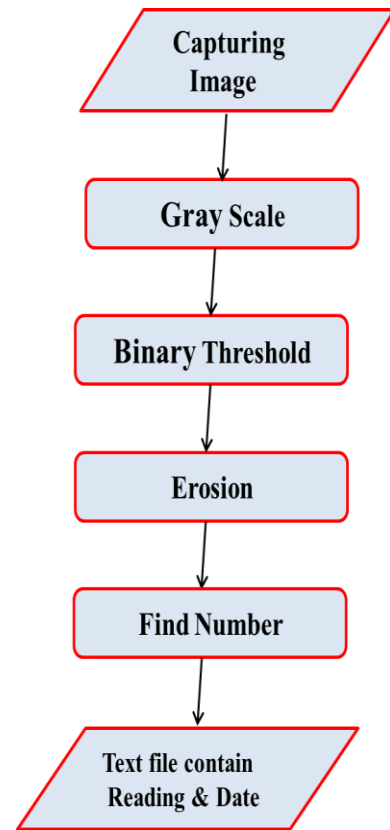 Capturing
Image
Gray Scale
Binary Threshold
Erosion
Find Number
Text file contain
Reading & Date